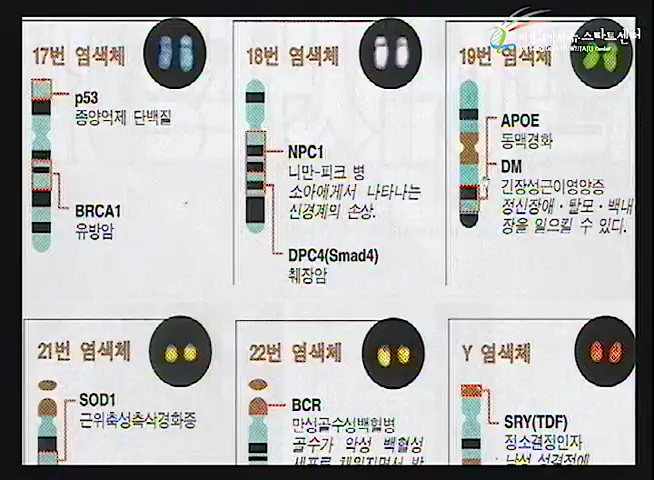 17번 염색체
p53
종양억제 단백질
BRCA1
유방암
18번 염색체
NPC1
니만-피크 병
소아에게서 나타나는
신경계의 손상.
DPC4(Smad4)
췌장암
19번 염색체
APOE
동맥경화
DM
긴장성근이영양증
정신장애·탈모·백내
장을 일으킬 수 있다.
21번 염색체
SOD1
근위축성측삭경화증
22번 염색체
BCR
만성골수성백혈병
골수가 악성 백혈성
Y 염색체
SRY(TDF)
정소결정인자
남성 성결정에